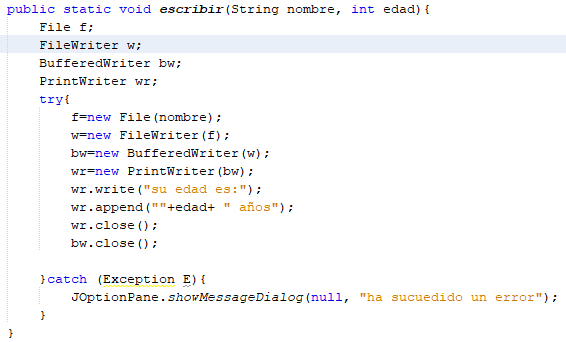 public static void escribir(String nombre, int edad){
File f;
FileWriter w;
BufferedWriter bw;
PrintWriter wr;
try{
f=new File(nombre);
w=new FileWriter(f);
bw=new BufferedWriter(w);
wr=new PrintWriter(bw);
wr.write("su edad es:");
wr.append(""+edad+ " años");
wr.close();
bw.close();
}catch (Exception E){
JOptionPane.showMessageDialog(null, "ha sucuedido un error");
}
}